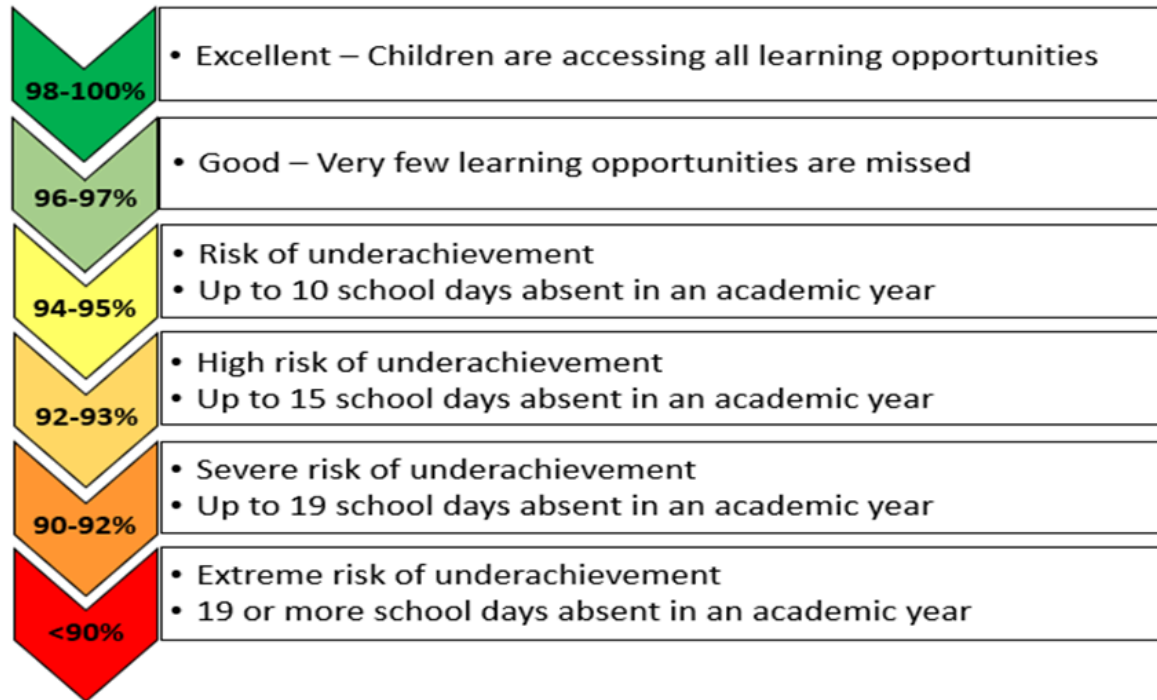 98-100%
• Excellent – Children are accessing all learning opportunities
96-97%
• Good – Very few learning opportunities are missed
94-95%
• Risk of underachievement
• Up to 10 school days absent in an academic year
92-93%
• High risk of underachievement
• Up to 15 school days absent in an academic year
90-92%
• Severe risk of underachievement
• Up to 19 school days absent in an academic year
<90%
• Extreme risk of underachievement
• 19 or more school days absent in an academic year